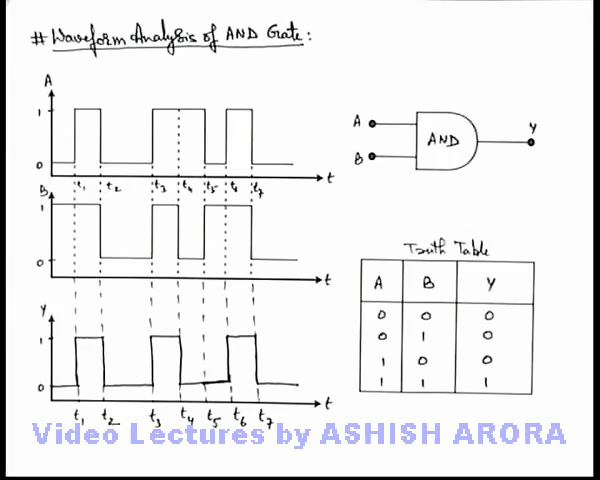 # Waveform Analysis of AND Gate:
A
1
0
t₁ t₂ t₃ t₄ t₅ t₆ t₇
t
B
1
0
t
Y
1
0
t
t₁ t₂ t₃ t₄ t₅ t₆ t₇
A
B
AND
Y
Truth Table
A B Y
0 0 0
0 1 0
1 0 0
1 1 1
Video Lectures by ASHISH ARORA